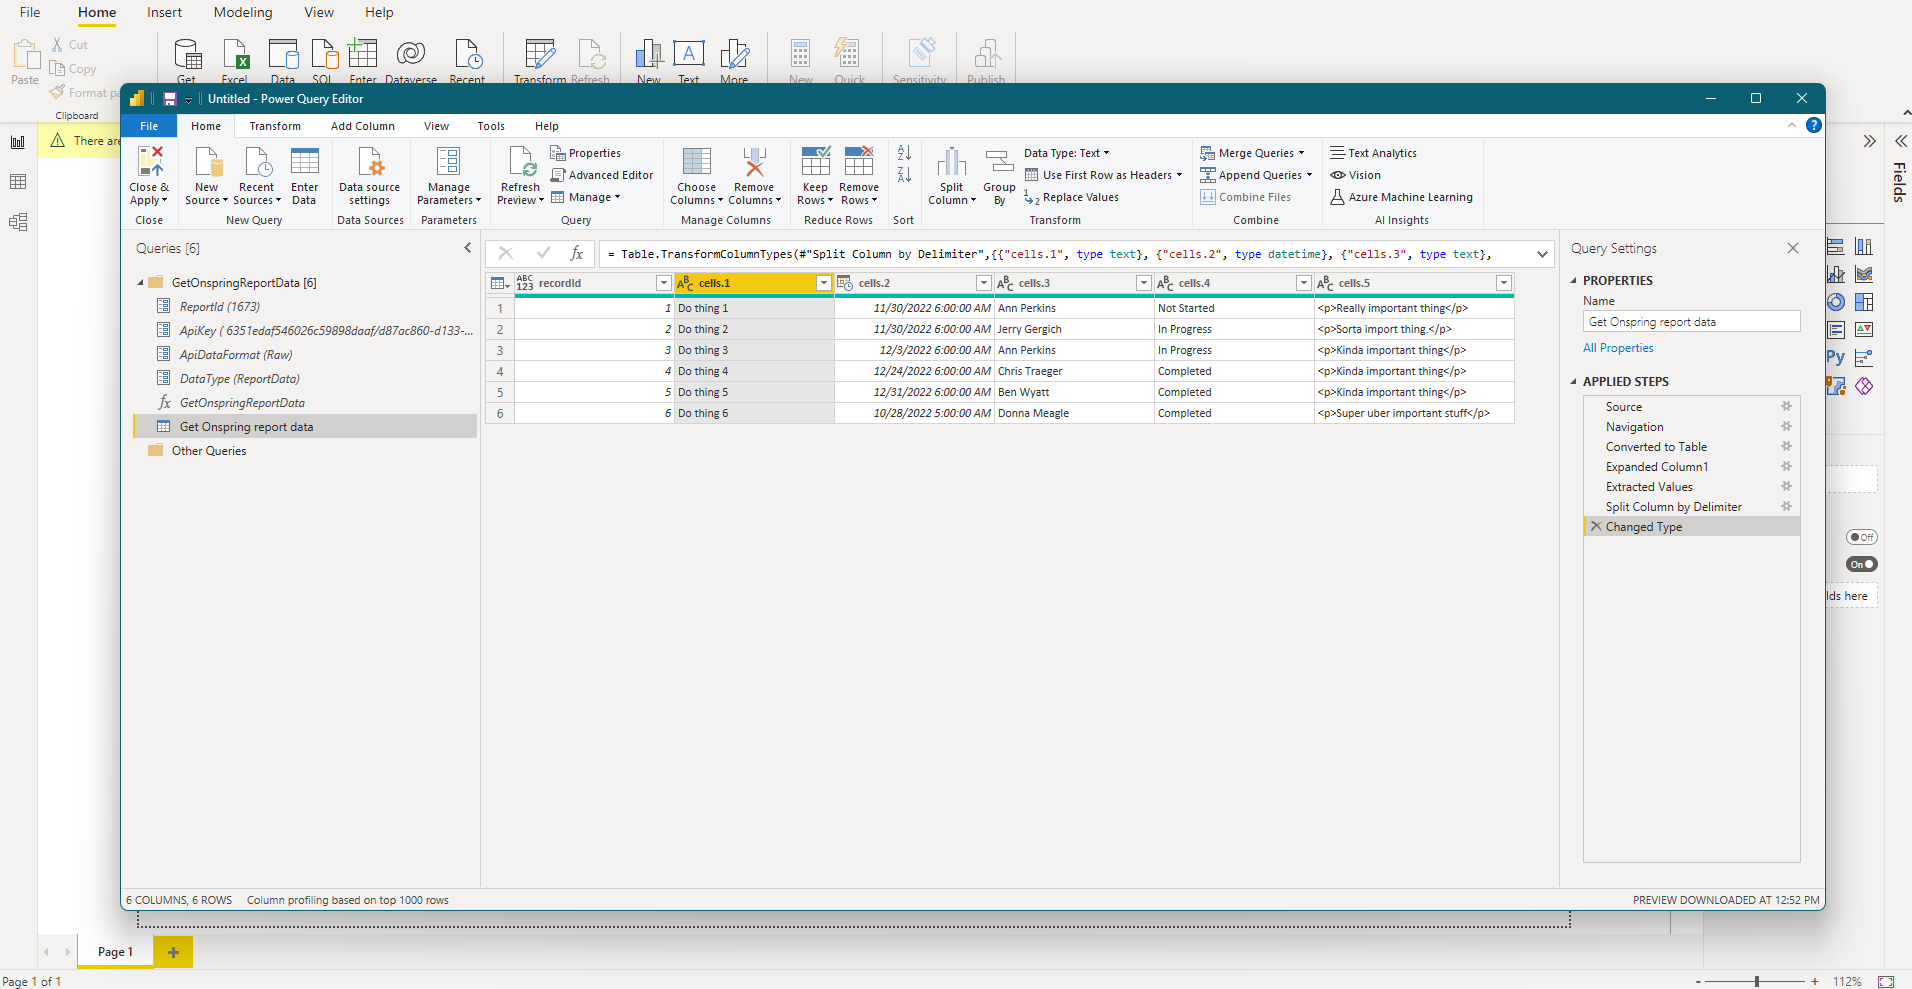 File Home Insert Modeling View Help
Paste
Cut
Copy
Format pa
Clipboard
Get Excel Data SQL Enter Dataverse Recent Transform Refresh New Text More New Quick Sensitivity Publish
There are
Untitled - Power Query Editor
File Home Transform Add Column View Tools Help
Close & Apply
Close
New Source
Recent Sources
Enter Data
New Query
Data source settings
Data Sources
Manage Parameters
Parameters
Refresh Preview
Properties
Advanced Editor
Manage
Query
Choose Columns
Remove Columns
Manage Columns
Keep Rows
Remove Rows
Reduce Rows
Sort
Split Column
Group By
Data Type: Text
Use First Row as Headers
Replace Values
Transform
Merge Queries
Append Queries
Combine Files
Combine
Text Analytics
Vision
Azure Machine Learning
AI Insights
Fields
Queries [6]
GetOnspringReportData [6]
ReportId (1673)
ApiKey ( 6351edaf546026c59898daaf/d87ac860-d133-...
ApiDataFormat (Raw)
DataType (ReportData)
fx GetOnspringReportData
Get Onspring report data
Other Queries
fx = Table.TransformColumnTypes(#"Split Column by Delimiter",{{"cells.1", type text}, {"cells.2", type datetime}, {"cells.3", type text},
ABC 123 recordId ABC cells.1 cells.2 ABC cells.3 ABC cells.4 ABC cells.5
1 1 Do thing 1 11/30/2022 6:00:00 AM Ann Perkins Not Started <p>Really important thing</p>
2 2 Do thing 2 11/30/2022 6:00:00 AM Jerry Gergich In Progress <p>Sorta import thing.</p>
3 3 Do thing 3 12/3/2022 6:00:00 AM Ann Perkins In Progress <p>Kinda important thing</p>
4 4 Do thing 4 12/24/2022 6:00:00 AM Chris Traeger Completed <p>Kinda important thing</p>
5 5 Do thing 5 12/31/2022 6:00:00 AM Ben Wyatt Completed <p>Kinda important thing</p>
6 6 Do thing 6 10/28/2022 5:00:00 AM Donna Meagle Completed <p>Super uber important stuff</p>
Query Settings
PROPERTIES
Name
Get Onspring report data
All Properties
APPLIED STEPS
Source
Navigation
Converted to Table
Expanded Column1
Extracted Values
Split Column by Delimiter
Changed Type
Py
Off
On
lds here
6 COLUMNS, 6 ROWS Column profiling based on top 1000 rows PREVIEW DOWNLOADED AT 12:52 PM
Page 1 +
Page 1 of 1 - + 112%